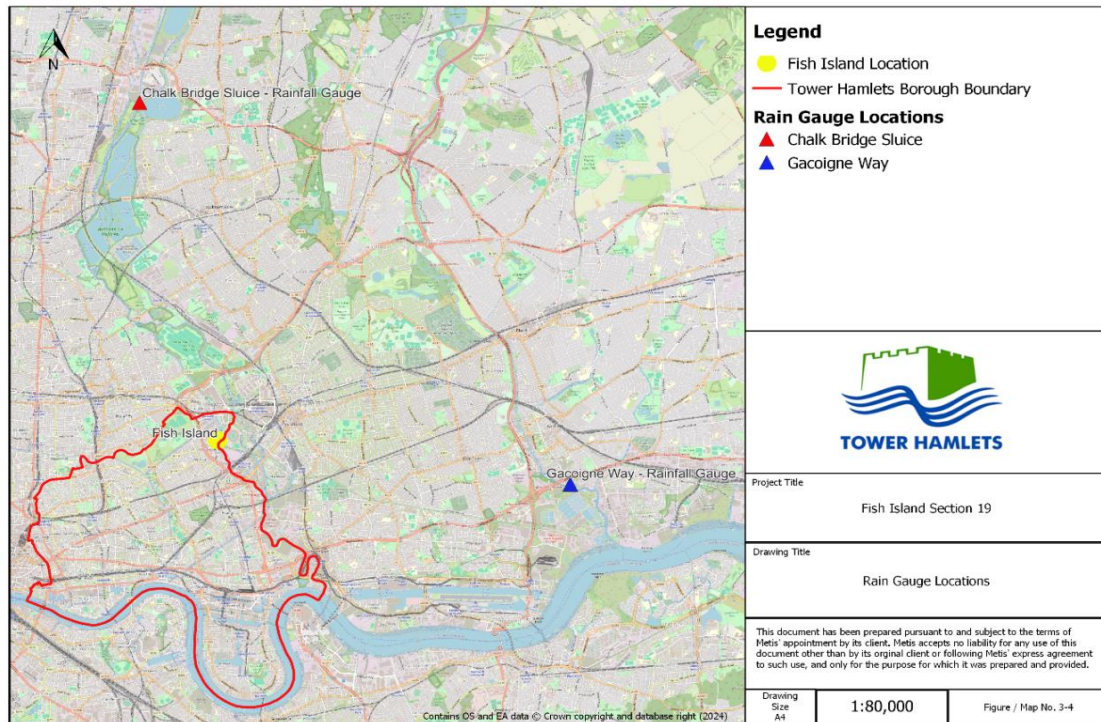 N
Chalk Bridge Sluice - Rainfall Gauge
Fish Island
Gacoigne Way - Rainfall Gauge
Contains OS and EA data © Crown copyright and database right (2024)
Legend
Fish Island Location
Tower Hamlets Borough Boundary
Rain Gauge Locations
Chalk Bridge Sluice
Gacoigne Way
TOWER HAMLETS
Project Title
Fish Island Section 19
Drawing Title
Rain Gauge Locations
This document has been prepared pursuant to and subject to the terms of
Metis' appointment by its client. Metis accepts no liability for any use of this
document other than by its orginal client or following Metis' express agreement
to such use, and only for the purpose for which it was prepared and provided.
Drawing
Size
A4
1:80,000
Figure / Map No. 3-4